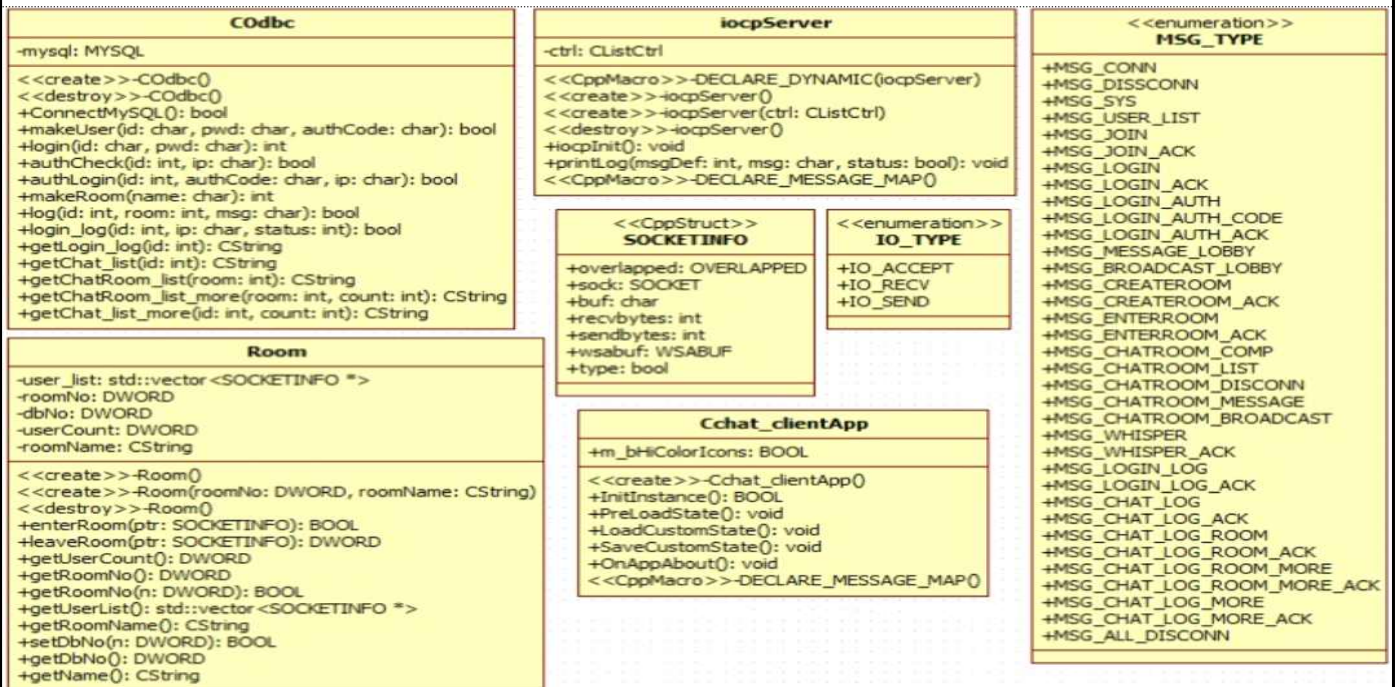 COdbc
-mysql: MYSQL
<<create>>-COdbc()
<<destroy>>-COdbc()
+ConnectMySQL(): bool
+makeUser(id: char, pwd: char, authCode: char): bool
+login(id: char, pwd: char): int
+authCheck(id: int, ip: char): bool
+authLogin(id: int, authCode: char, ip: char): bool
+makeRoom(name: char): int
+log(id: int, room: int, msg: char): bool
+login_log(id: int, ip: char, status: int): bool
+getLogin_log(id: int): CString
+getChat_list(id: int): CString
+getChatRoom_list(room: int): CString
+getChatRoom_list_more(room: int, count: int): CString
+getChat_list_more(id: int, count: int): CString
Room
-user_list: std::vector<SOCKETINFO *>
-roomNo: DWORD
-dbNo: DWORD
-userCount: DWORD
-roomName: CString
<<create>>-Room()
<<create>>-Room(roomNo: DWORD, roomName: CString)
<<destroy>>-Room()
+enterRoom(ptr: SOCKETINFO): BOOL
+leaveRoom(ptr: SOCKETINFO): DWORD
+getUserCount(): DWORD
+getRoomNo(): DWORD
+getRoomNo(n: DWORD): BOOL
+getUserList(): std::vector<SOCKETINFO *>
+getRoomName(): CString
+setDbNo(n: DWORD): BOOL
+getDbNo(): DWORD
+getName(): CString
iocpServer
-ctrl: CListCtrl
<<CppMacro>>-DECLARE_DYNAMIC(iocpServer)
<<create>>-iocpServer()
<<create>>-iocpServer(ctrl: CListCtrl)
<<destroy>>-iocpServer()
+iocpInit(): void
+printLog(msgDef: int, msg: char, status: bool): void
<<CppMacro>>-DECLARE_MESSAGE_MAP()
<<CppStruct>>
SOCKETINFO
+overlapped: OVERLAPPED
+sock: SOCKET
+buf: char
+recvbytes: int
+sendbytes: int
+wsabuf: WSABUF
+type: bool
<<enumeration>>
IO_TYPE
+IO_ACCEPT
+IO_RECV
+IO_SEND
Cchat_clientApp
+m_bHiColorIcons: BOOL
<<create>>-Cchat_clientApp()
+InitInstance(): BOOL
+PreLoadState(): void
+LoadCustomState(): void
+SaveCustomState(): void
+OnAppAbout(): void
<<CppMacro>>-DECLARE_MESSAGE_MAP()
<<enumeration>>
MSG_TYPE
+MSG_CONN
+MSG_DISSCONN
+MSG_SYS
+MSG_USER_LIST
+MSG_JOIN
+MSG_JOIN_ACK
+MSG_LOGIN
+MSG_LOGIN_ACK
+MSG_LOGIN_AUTH
+MSG_LOGIN_AUTH_CODE
+MSG_LOGIN_AUTH_ACK
+MSG_MESSAGE_LOBBY
+MSG_BROADCAST_LOBBY
+MSG_CREATEROOM
+MSG_CREATEROOM_ACK
+MSG_ENTERROOM
+MSG_ENTERROOM_ACK
+MSG_CHATROOM_COMP
+MSG_CHATROOM_LIST
+MSG_CHATROOM_DISCONN
+MSG_CHATROOM_MESSAGE
+MSG_CHATROOM_BROADCAST
+MSG_WHISPER
+MSG_WHISPER_ACK
+MSG_LOGIN_LOG
+MSG_LOGIN_LOG_ACK
+MSG_CHAT_LOG
+MSG_CHAT_LOG_ACK
+MSG_CHAT_LOG_ROOM
+MSG_CHAT_LOG_ROOM_ACK
+MSG_CHAT_LOG_ROOM_MORE
+MSG_CHAT_LOG_ROOM_MORE_ACK
+MSG_CHAT_LOG_MORE
+MSG_CHAT_LOG_MORE_ACK
+MSG_ALL_DISCONN